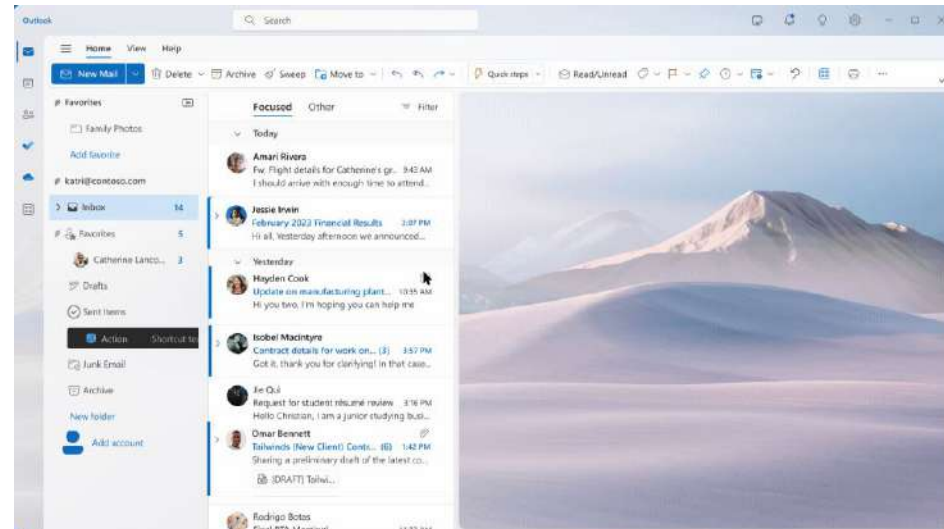 Outlook
Search
Home View Help
New Mail Delete Archive Sweep Move to Quick steps Read/Unread ...
Favorites
Family Photos
Add favorite
katri@contoso.com
Inbox 14
Favorites 5
Catherine Lanco... 3
Drafts
Sent Items
Action Shortcut te
Junk Email
Archive
New folder
Add account
Focused Other Filter
Today
Amari Rivera
Fw: Flight details for Catherine's gr... 9:43 AM
I should arrive with enough time to attend...
Jessie Irwin
February 2023 Financial Results 3:07 PM
Hi all, Yesterday afternoon we announced...
Yesterday
Hayden Cook
Update on manufacturing plant... 10:35 AM
Hi you two, I'm hoping you can help me
Isobel Macintyre
Contract details for work on... (3) 3:57 PM
Got it, thank you for clarifying! in that case...
Jie Qui
Request for student résumé review 3:16 PM
Hello Christian, I am a junior studying busi...
Omar Bennett
Tailwinds (New Client) Contr... (6) 1:42 PM
Sharing a preliminary draft of the latest co...
[DRAFT] Tailwi...
Rodrigo Botos